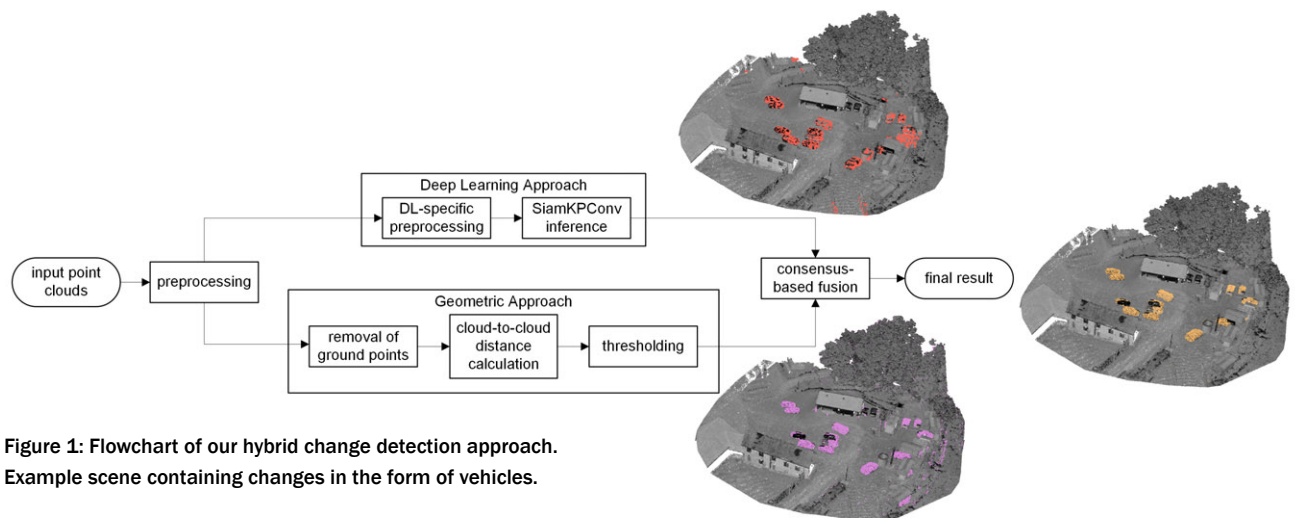 Deep Learning Approach
DL-specific
preprocessing
SiamKPConv
inference
input point
clouds
preprocessing
consensus-
based fusion
final result
Geometric Approach
removal of
ground points
cloud-to-cloud
distance
calculation
thresholding
Figure 1: Flowchart of our hybrid change detection approach.
Example scene containing changes in the form of vehicles.